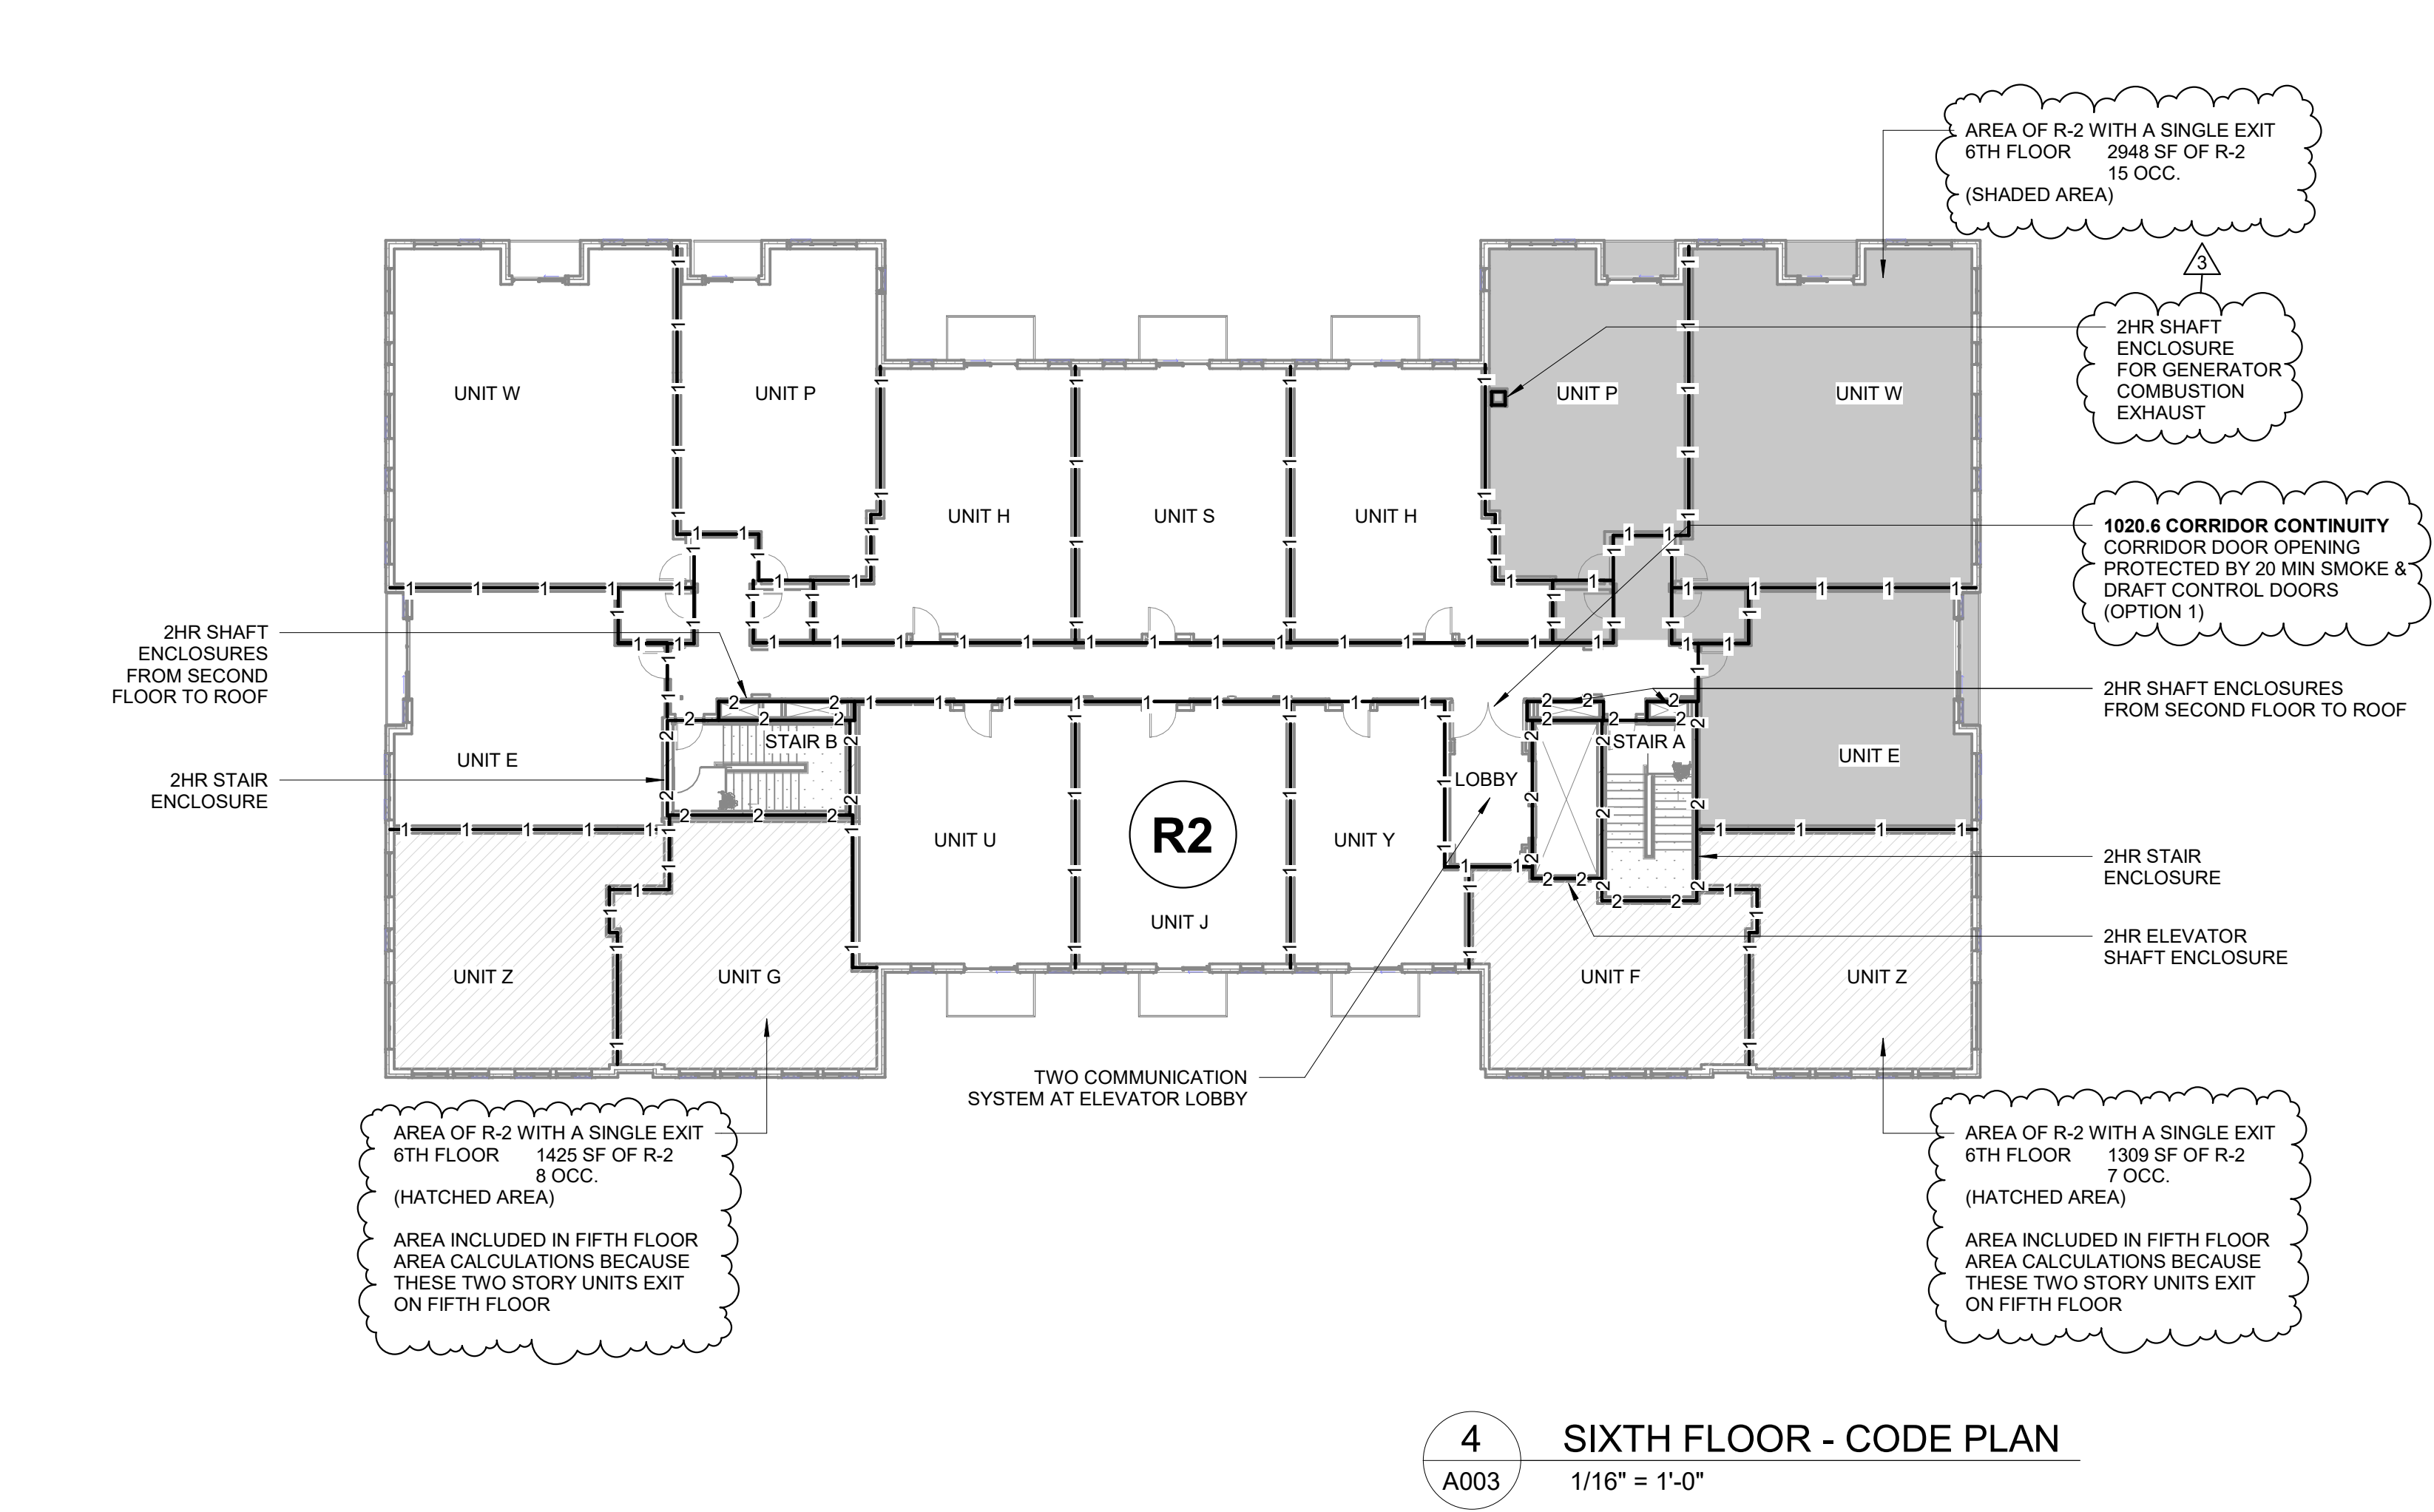 AREA OF R-2 WITH A SINGLE EXIT
6TH FLOOR 2948 SF OF R-2
15 OCC.
(SHADED AREA)
3
2HR SHAFT
ENCLOSURE
FOR GENERATOR
COMBUSTION
EXHAUST
1020.6 CORRIDOR CONTINUITY
CORRIDOR DOOR OPENING
PROTECTED BY 20 MIN SMOKE &
DRAFT CONTROL DOORS
(OPTION 1)
2HR SHAFT ENCLOSURES
FROM SECOND FLOOR TO ROOF
2HR STAIR
ENCLOSURE
2HR ELEVATOR
SHAFT ENCLOSURE
UNIT W
UNIT P
UNIT P
UNIT W
UNIT H
UNIT S
UNIT H
2HR SHAFT
ENCLOSURES
FROM SECOND
FLOOR TO ROOF
2HR STAIR
ENCLOSURE
STAIR B
STAIR A
UNIT E
LOBBY
UNIT E
UNIT U
R2
UNIT Y
UNIT J
UNIT Z
UNIT G
UNIT F
UNIT Z
TWO COMMUNICATION
SYSTEM AT ELEVATOR LOBBY
AREA OF R-2 WITH A SINGLE EXIT
6TH FLOOR 1425 SF OF R-2
8 OCC.
(HATCHED AREA)
AREA INCLUDED IN FIFTH FLOOR
AREA CALCULATIONS BECAUSE
THESE TWO STORY UNITS EXIT
ON FIFTH FLOOR
AREA OF R-2 WITH A SINGLE EXIT
6TH FLOOR 1309 SF OF R-2
7 OCC.
(HATCHED AREA)
AREA INCLUDED IN FIFTH FLOOR
AREA CALCULATIONS BECAUSE
THESE TWO STORY UNITS EXIT
ON FIFTH FLOOR
4
A003
SIXTH FLOOR - CODE PLAN
1/16" = 1'-0"